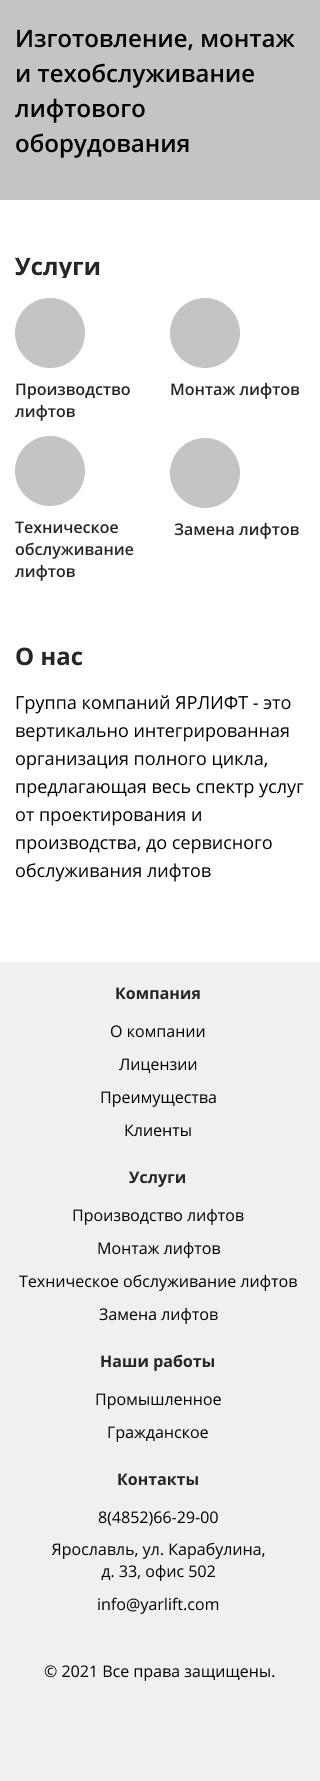 Изготовление, монтаж
и техобслуживание
лифтового
оборудования
Услуги
Производство
лифтов
Монтаж лифтов
Техническое
обслуживание
лифтов
Замена лифтов
О нас
Группа компаний ЯРЛИФТ - это
вертикально интегрированная
организация полного цикла,
предлагающая весь спектр услуг
от проектирования и
производства, до сервисного
обслуживания лифтов
Компания
О компании
Лицензии
Преимущества
Клиенты
Услуги
Производство лифтов
Монтаж лифтов
Техническое обслуживание лифтов
Замена лифтов
Наши работы
Промышленное
Гражданское
Контакты
8(4852)66-29-00
Ярославль, ул. Карабулина,
д. 33, офис 502
info@yarlift.com
© 2021 Все права защищены.